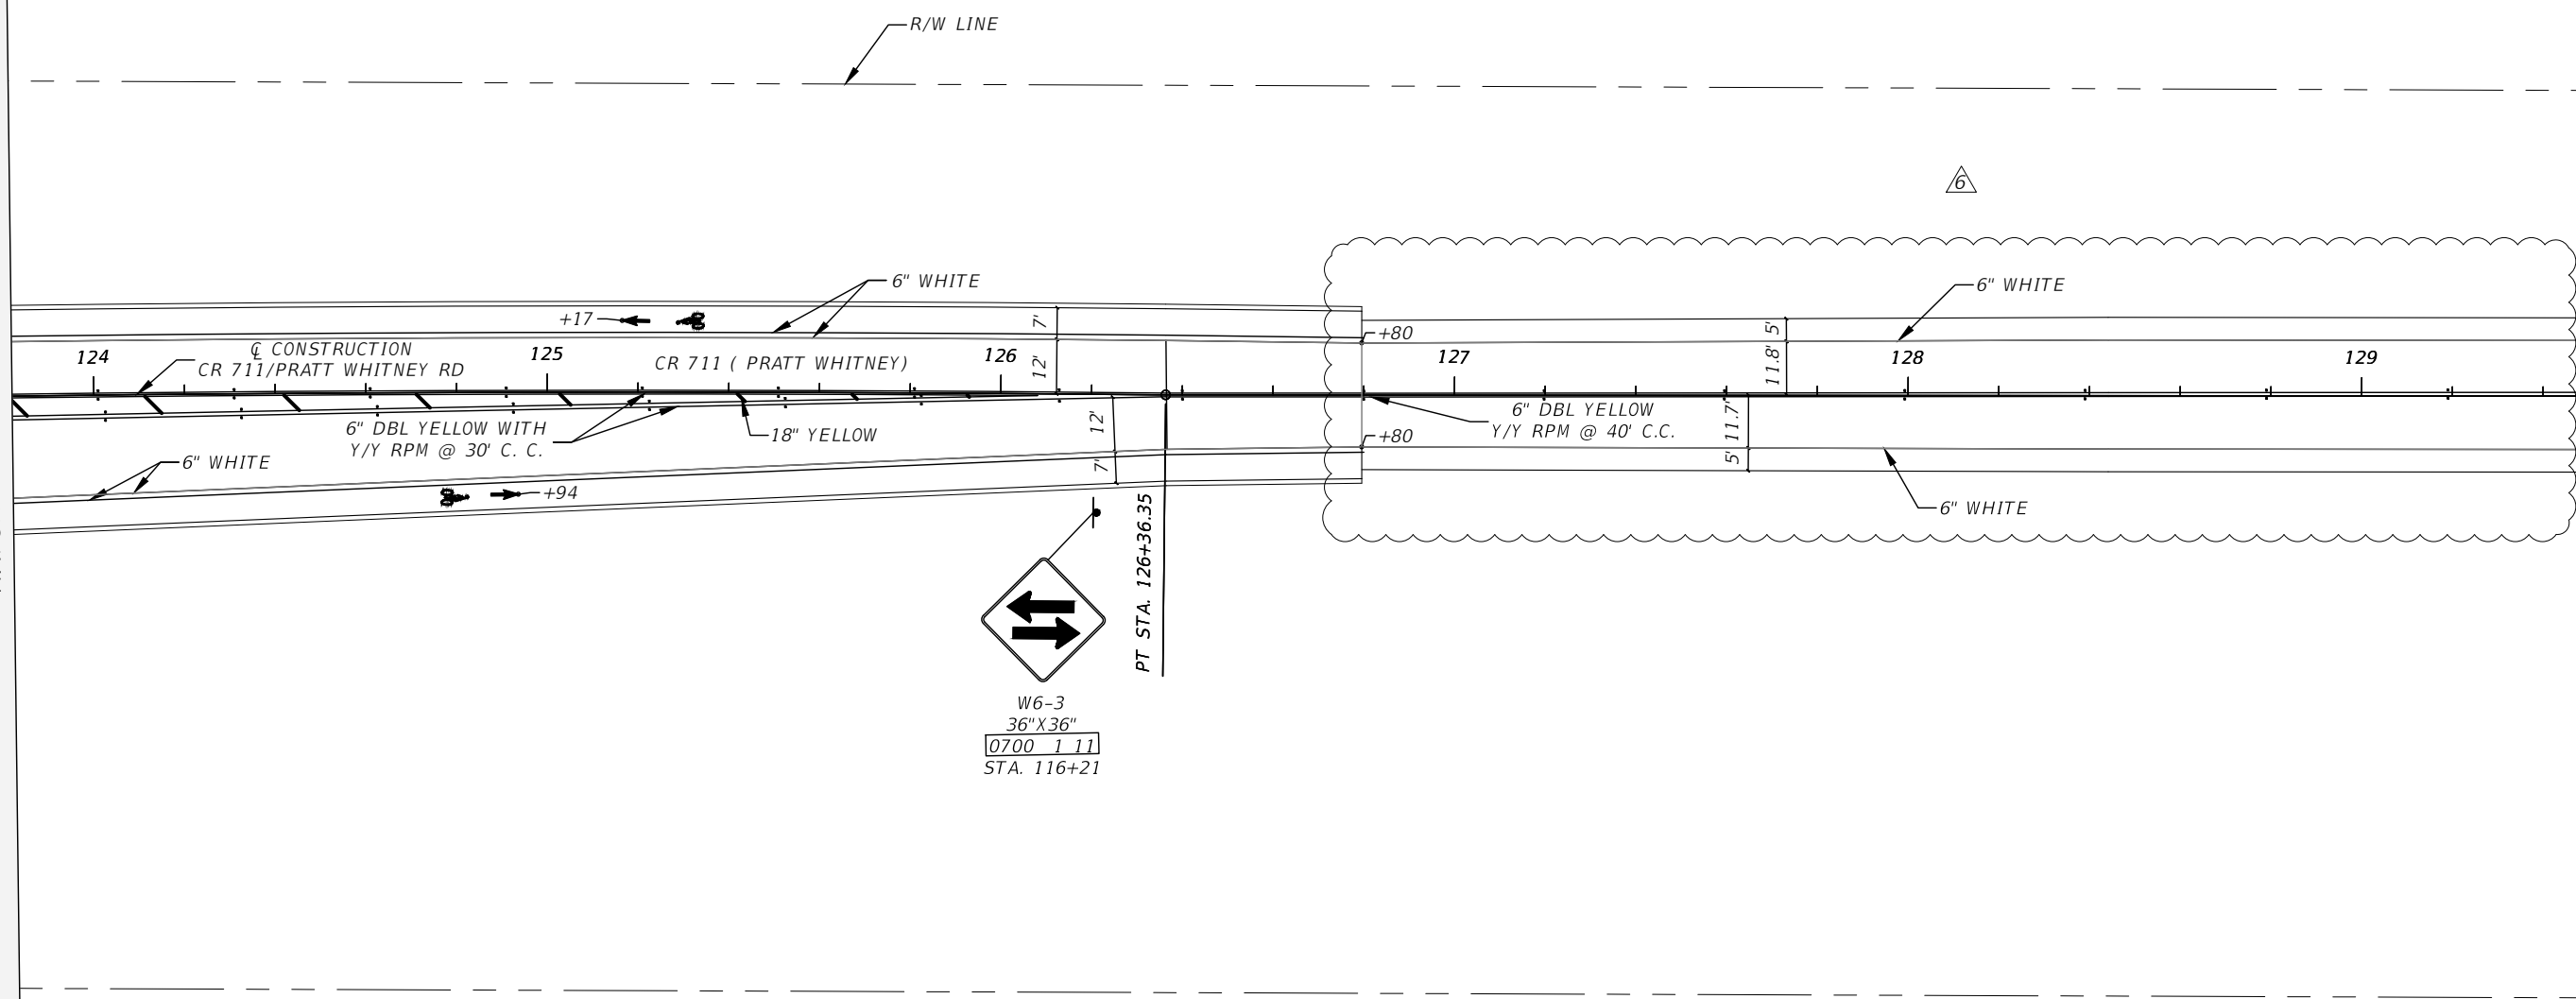 R/W LINE
6
6" WHITE
6" WHITE
+17
7'
5'
+80
124
℄ CONSTRUCTION
CR 711/PRATT WHITNEY RD
125
CR 711 ( PRATT WHITNEY)
126
12'
127
11.8'
128
129
6" DBL YELLOW WITH
Y/Y RPM @ 30' C. C.
18" YELLOW
12'
+80
6" DBL YELLOW
Y/Y RPM @ 40' C.C.
11.7'
5'
6" WHITE
7'
+94
6" WHITE
PT STA. 126+36.35
W6-3
36"X36"
0700 1 11
STA. 116+21